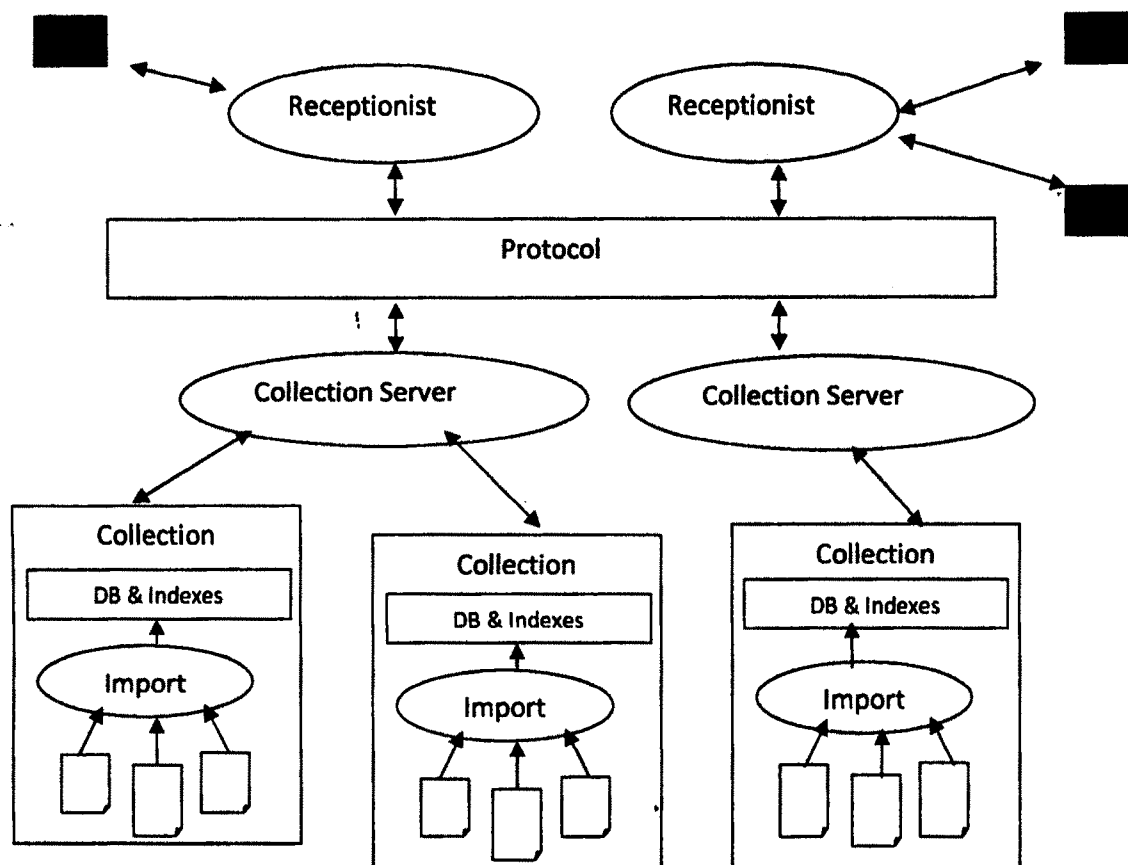 Receptionist
Receptionist
Protocol
Collection Server
Collection Server
Collection
DB & Indexes
Import
Collection
DB & Indexes
Import
Collection
DB & Indexes
Import